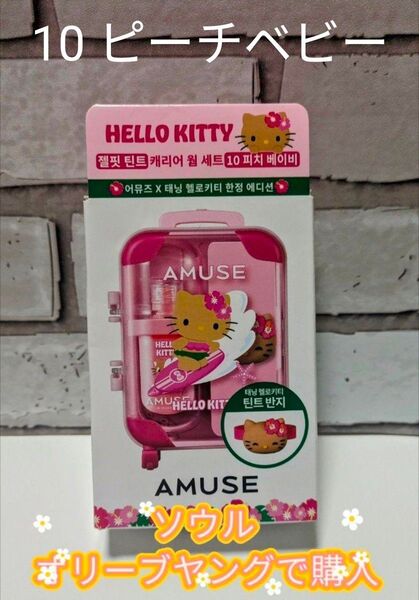 10 ピーチベビー
HELLO KITTY
젤핏 틴트 캐리어 웜 세트 10 피치 베이비
어뮤즈 X 태닝 헬로키티 한정 에디션
AMUSE
HELLO KITTY
태닝 헬로키티
틴트 반지
AMUSE
ソウル
オリーブヤングで購入